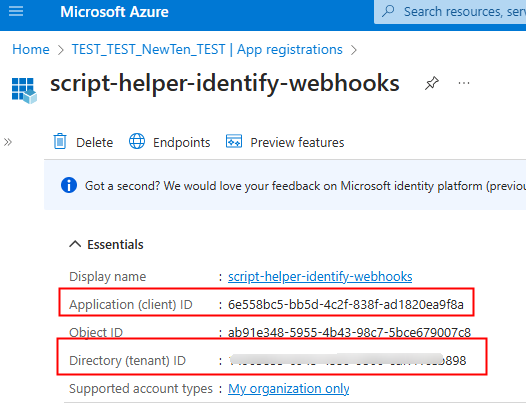 Microsoft Azure
Search resources, ser
Home > TEST_TEST_NewTen_TEST | App registrations >
script-helper-identify-webhooks
Delete Endpoints Preview features
Got a second? We would love your feedback on Microsoft identity platform (previou
Essentials
Display name : script-helper-identify-webhooks
Application (client) ID : 6e558bc5-bb5d-4c2f-838f-ad1820ea9f8a
Object ID : ab91e348-5955-4b43-98c7-5bce679007c8
Directory (tenant) ID : b898
Supported account types : My organization only